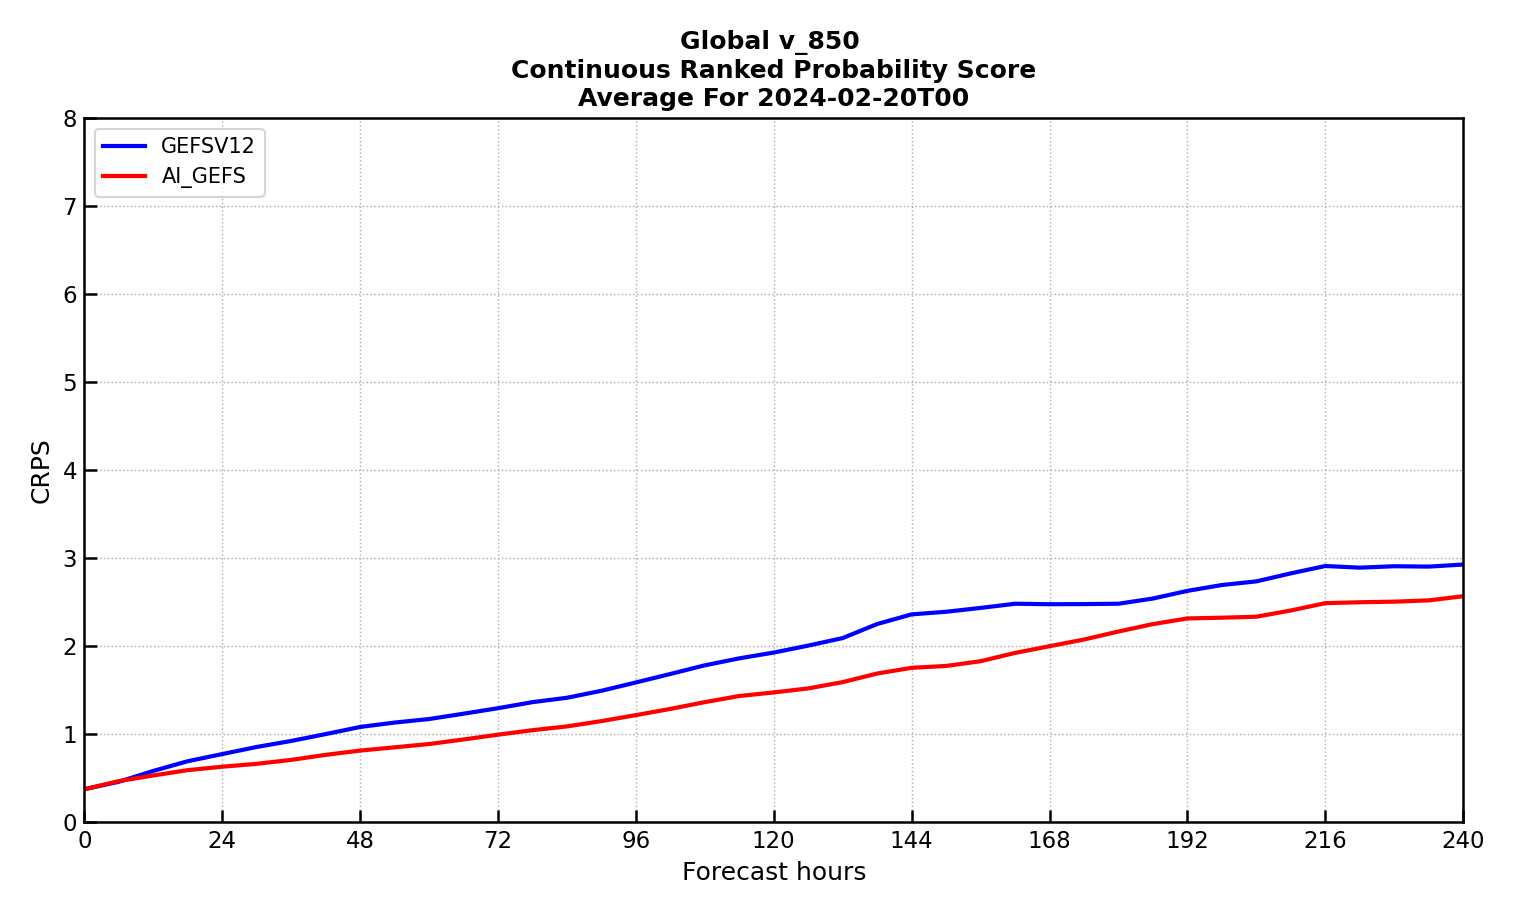 Global v_850
Continuous Ranked Probability Score
Average For 2024-02-20T00
GEFSV12
AI_GEFS
8
7
6
5
4
3
2
1
0
CRPS
0 24 48 72 96 120 144 168 192 216 240
Forecast hours